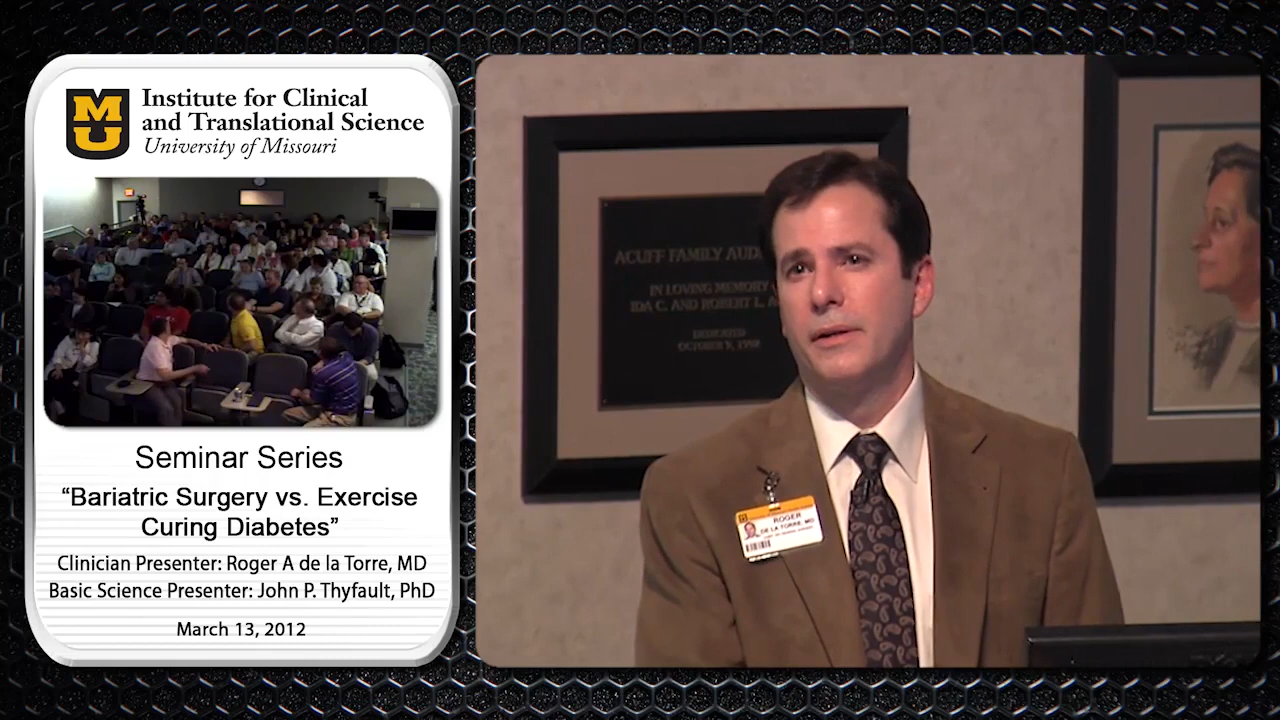 MU
Institute for Clinical
and Translational Science
University of Missouri
Seminar Series
“Bariatric Surgery vs. Exercise
Curing Diabetes”
Clinician Presenter: Roger A de la Torre, MD
Basic Science Presenter: John P. Thyfault, PhD
March 13, 2012
ACUFF FAMILY AUD
IN LOVING MEMORY
IDA C. AND ROBERT L. A
DEDICATED
OCTOBER
ROGER
DE LA TORRE, MD